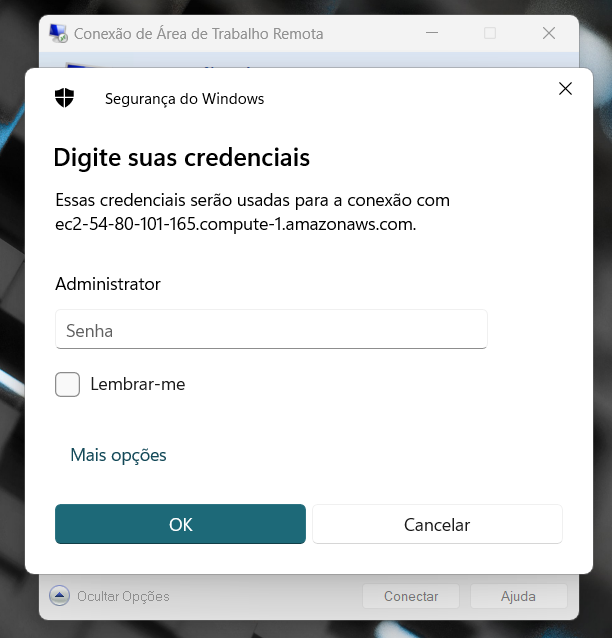 Conexão de Área de Trabalho Remota
Segurança do Windows
Digite suas credenciais
Essas credenciais serão usadas para a conexão com
ec2-54-80-101-165.compute-1.amazonaws.com.
Administrator
Senha
Lembrar-me
Mais opções
OK
Cancelar
Ocultar Opções
Conectar
Ajuda